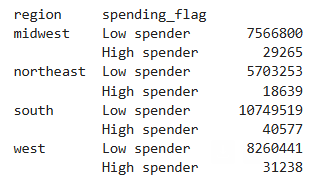 region spending_flag
midwest Low spender 7566800
High spender 29265
northeast Low spender 5703253
High spender 18639
south Low spender 10749519
High spender 40577
west Low spender 8260441
High spender 31238